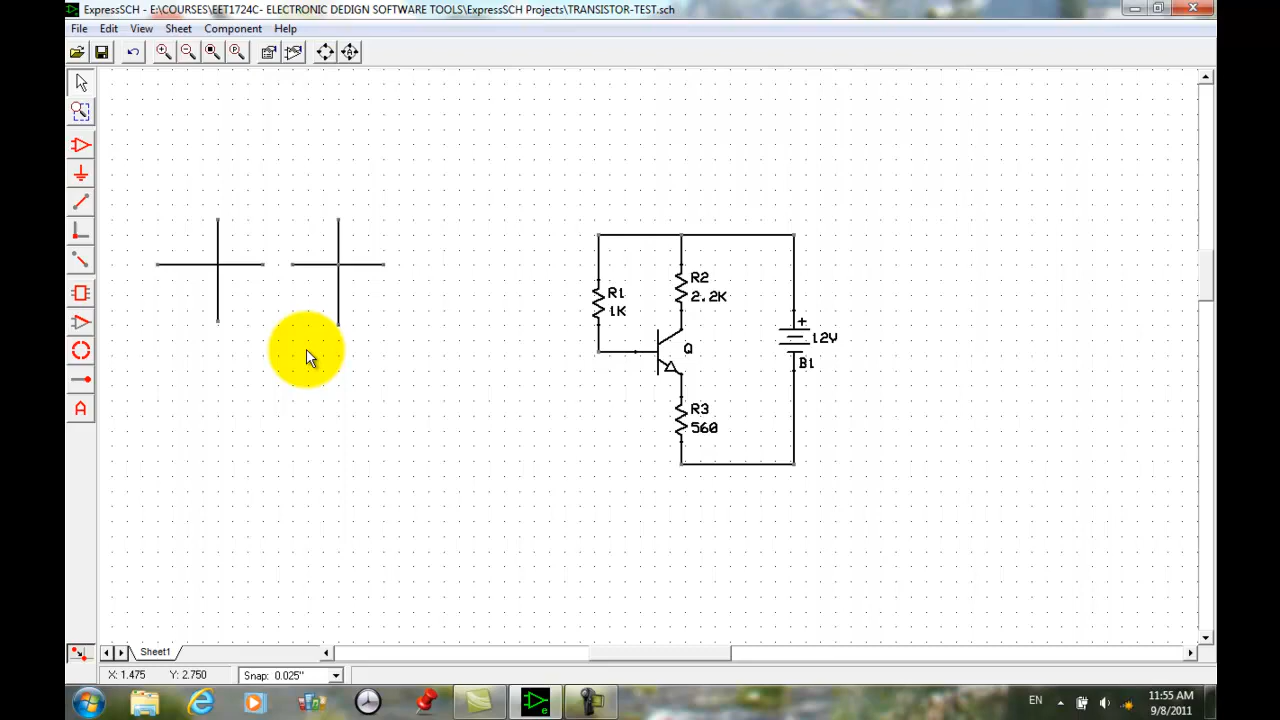 ExpressSCH - E:\COURSES\EET1724C- ELECTRONIC DEDIGN SOFTWARE TOOLS\ExpressSCH Projects\TRANSISTOR-TEST.sch
File Edit View Sheet Component Help
A
R1
1K
R2
2.2K
Q
+
12V
B1
R3
560
Sheet1
X: 1.475 Y: 2.750 Snap: 0.025"
EN
11:55 AM
9/8/2011